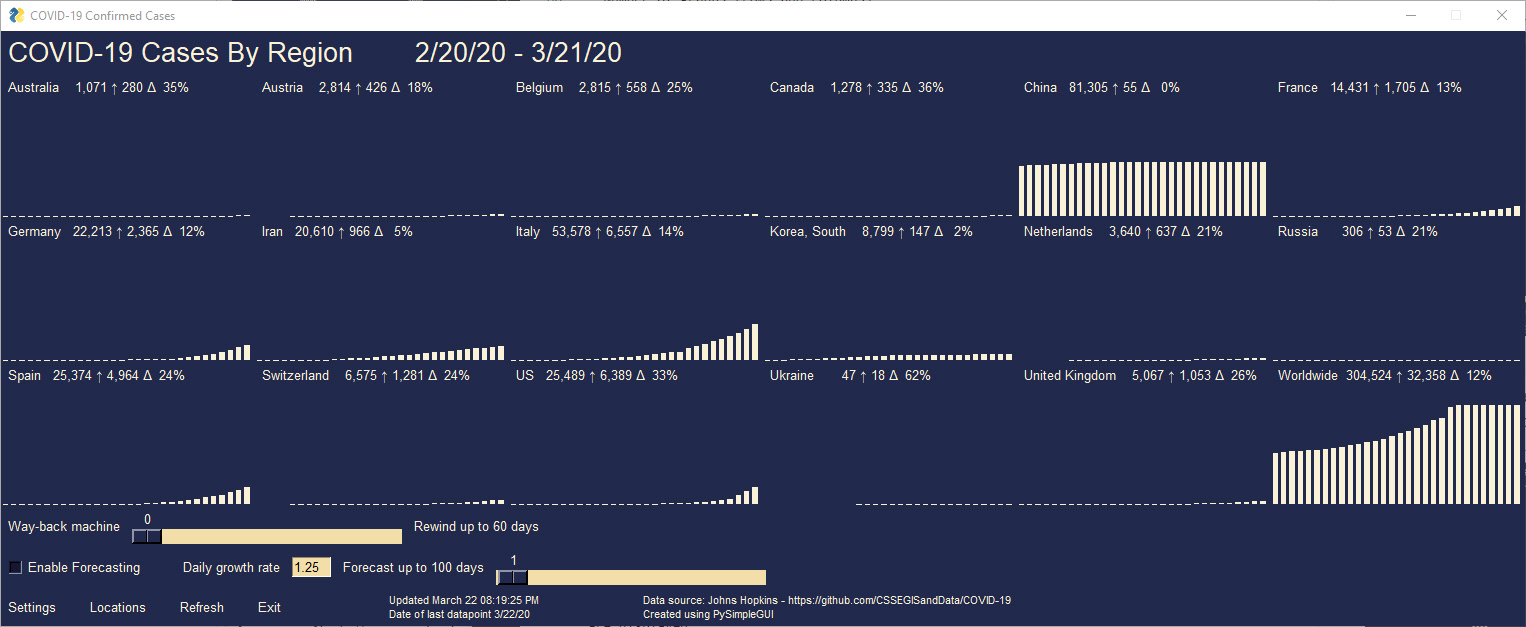 COVID-19 Confirmed Cases
COVID-19 Cases By Region 2/20/20 - 3/21/20
Australia 1,071 ↑ 280 Δ 35% Austria 2,814 ↑ 426 Δ 18% Belgium 2,815 ↑ 558 Δ 25% Canada 1,278 ↑ 335 Δ 36% China 81,305 ↑ 55 Δ 0% France 14,431 ↑ 1,705 Δ 13%
Germany 22,213 ↑ 2,365 Δ 12% Iran 20,610 ↑ 966 Δ 5% Italy 53,578 ↑ 6,557 Δ 14% Korea, South 8,799 ↑ 147 Δ 2% Netherlands 3,640 ↑ 637 Δ 21% Russia 306 ↑ 53 Δ 21%
Spain 25,374 ↑ 4,964 Δ 24% Switzerland 6,575 ↑ 1,281 Δ 24% US 25,489 ↑ 6,389 Δ 33% Ukraine 47 ↑ 18 Δ 62% United Kingdom 5,067 ↑ 1,053 Δ 26% Worldwide 304,524 ↑ 32,358 Δ 12%
0
Way-back machine Rewind up to 60 days
1
Enable Forecasting Daily growth rate 1.25 Forecast up to 100 days
Settings Locations Refresh Exit
Updated March 22 08:19:25 PM
Date of last datapoint 3/22/20
Data source: Johns Hopkins - https://github.com/CSSEGISandData/COVID-19
Created using PySimpleGUI